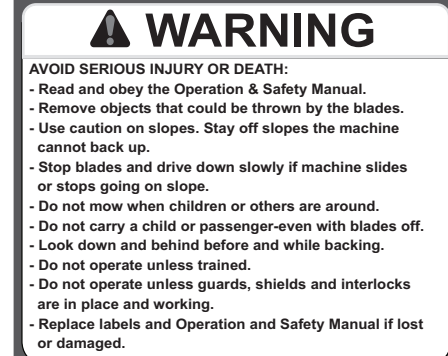 WARNING
AVOID SERIOUS INJURY OR DEATH:
- Read and obey the Operation & Safety Manual.
- Remove objects that could be thrown by the blades.
- Use caution on slopes. Stay off slopes the machine
cannot back up.
- Stop blades and drive down slowly if machine slides
or stops going on slope.
- Do not mow when children or others are around.
- Do not carry a child or passenger-even with blades off.
- Look down and behind before and while backing.
- Do not operate unless trained.
- Do not operate unless guards, shields and interlocks
are in place and working.
- Replace labels and Operation and Safety Manual if lost
or damaged.